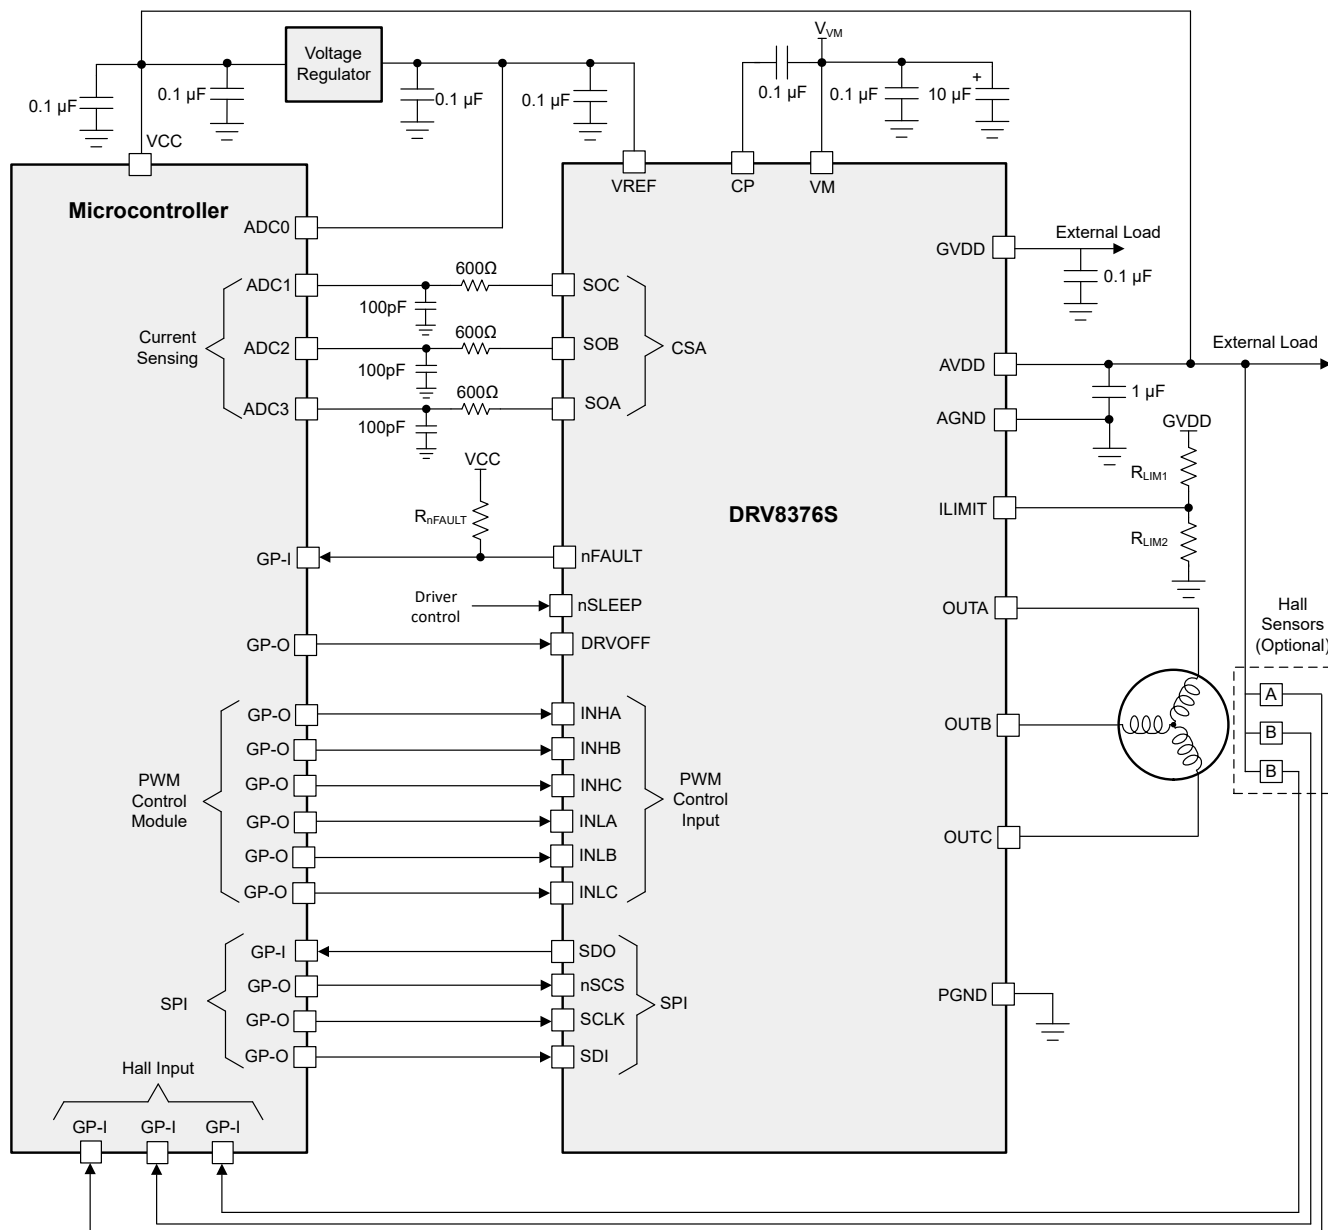 Voltage
Regulator
0.1 µF
0.1 µF
0.1 µF
0.1 µF
VVM
0.1 µF
0.1 µF
+
10 µF
VCC
VREF
CP
VM
Microcontroller
ADC0
GVDD
External Load
0.1 µF
ADC1
600Ω
SOC
100pF
Current
Sensing
ADC2
600Ω
SOB
CSA
100pF
ADC3
600Ω
SOA
100pF
AVDD
External Load
1 µF
AGND
GVDD
RLIM1
VCC
RnFAULT
DRV8376S
ILIMIT
RLIM2
GP-I
nFAULT
Driver
control
nSLEEP
OUTA
Hall
Sensors
(Optional)
GP-O
DRVOFF
A
B
B
GP-O
INHA
OUTB
GP-O
INHB
PWM
Control
Module
GP-O
INHC
PWM
Control
Input
GP-O
INLA
OUTC
GP-O
INLB
GP-O
INLC
GP-I
SDO
SPI
GP-O
nSCS
SPI
PGND
GP-O
SCLK
GP-O
SDI
Hall Input
GP-I
GP-I
GP-I